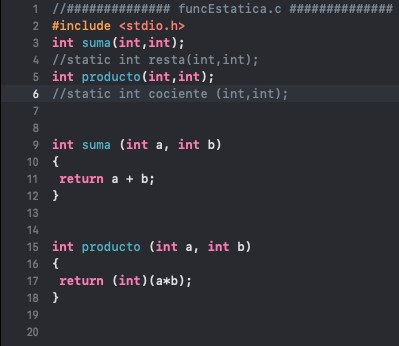 1 //############## funcEstatica.c ##############
2 #include <stdio.h>
3 int suma(int,int);
4 //static int resta(int,int);
5 int producto(int,int);
6 //static int cociente (int,int);
7
8
9 int suma (int a, int b)
10 {
11  return a + b;
12 }
13
14
15 int producto (int a, int b)
16 {
17  return (int)(a*b);
18 }
19
20